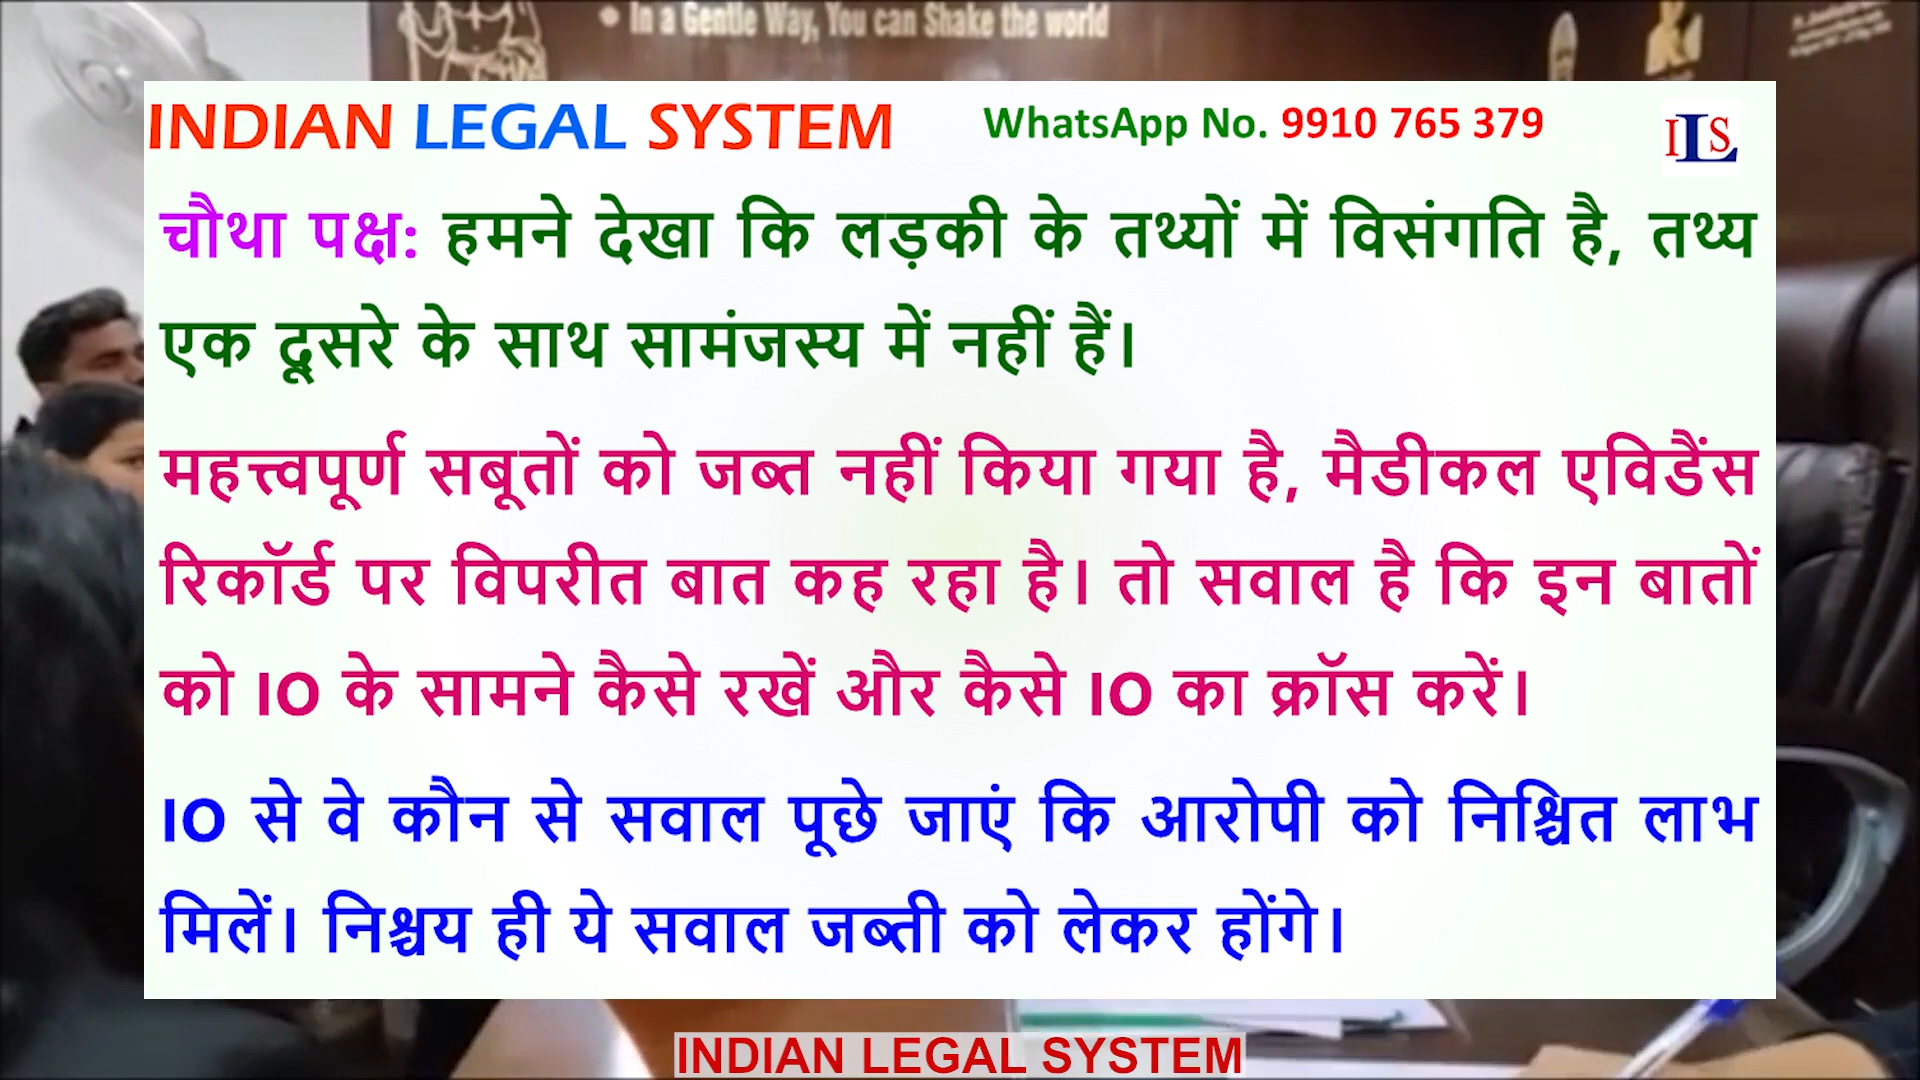 • In a Gentle Way, You can Shake the world
INDIAN LEGAL SYSTEM WhatsApp No. 9910 765 379 ILS
चौथा पक्ष: हमने देखा कि लड़की के तथ्यों में विसंगति है, तथ्य
एक दूसरे के साथ सामंजस्य में नहीं हैं।
महत्त्वपूर्ण सबूतों को जब्त नहीं किया गया है, मैडीकल एविडैंस
रिकॉर्ड पर विपरीत बात कह रहा है। तो सवाल है कि इन बातों
को IO के सामने कैसे रखें और कैसे IO का क्रॉस करें।
IO से वे कौन से सवाल पूछे जाएं कि आरोपी को निश्चित लाभ
मिलें। निश्चय ही ये सवाल जब्ती को लेकर होंगे।
INDIAN LEGAL SYSTEM